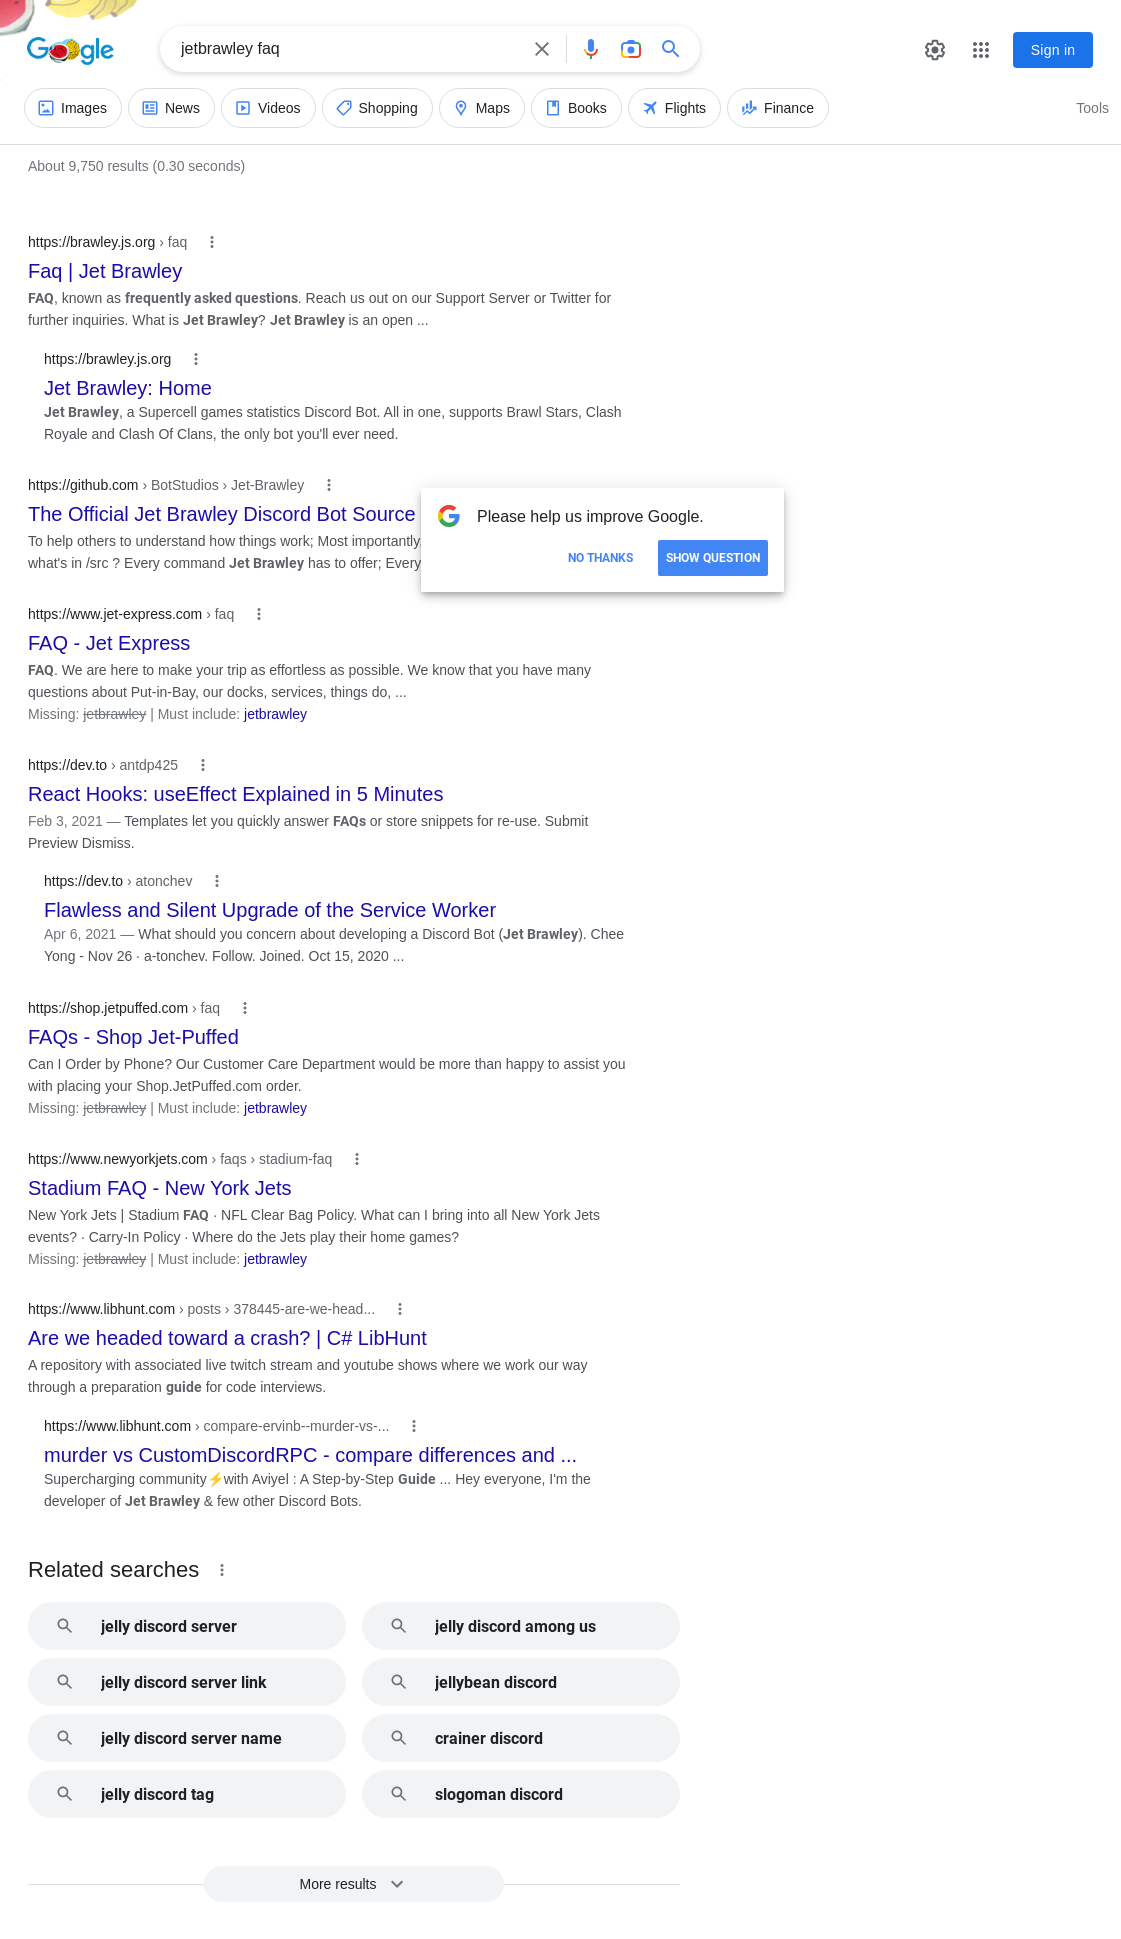 Google
jetbrawley faq
Sign in
Images
News
Videos
Shopping
Maps
Books
Flights
Finance
Tools
About 9,750 results (0.30 seconds)
https://brawley.js.org › faq
Faq | Jet Brawley
FAQ, known as frequently asked questions. Reach us out on our Support Server or Twitter for
further inquiries. What is Jet Brawley? Jet Brawley is an open ...
https://brawley.js.org
Jet Brawley: Home
Jet Brawley, a Supercell games statistics Discord Bot. All in one, supports Brawl Stars, Clash
Royale and Clash Of Clans, the only bot you'll ever need.
https://github.com › BotStudios › Jet-Brawley
The Official Jet Brawley Discord Bot Source
To help others to understand how things work; Most importantly,
what's in /src ? Every command Jet Brawley has to offer; Every
Please help us improve Google.
NO THANKS
SHOW QUESTION
https://www.jet-express.com › faq
FAQ - Jet Express
FAQ. We are here to make your trip as effortless as possible. We know that you have many
questions about Put-in-Bay, our docks, services, things do, ...
Missing: jetbrawley | Must include: jetbrawley
https://dev.to › antdp425
React Hooks: useEffect Explained in 5 Minutes
Feb 3, 2021 — Templates let you quickly answer FAQs or store snippets for re-use. Submit
Preview Dismiss.
https://dev.to › atonchev
Flawless and Silent Upgrade of the Service Worker
Apr 6, 2021 — What should you concern about developing a Discord Bot (Jet Brawley). Chee
Yong - Nov 26 · a-tonchev. Follow. Joined. Oct 15, 2020 ...
https://shop.jetpuffed.com › faq
FAQs - Shop Jet-Puffed
Can I Order by Phone? Our Customer Care Department would be more than happy to assist you
with placing your Shop.JetPuffed.com order.
Missing: jetbrawley | Must include: jetbrawley
https://www.newyorkjets.com › faqs › stadium-faq
Stadium FAQ - New York Jets
New York Jets | Stadium FAQ · NFL Clear Bag Policy. What can I bring into all New York Jets
events? · Carry-In Policy · Where do the Jets play their home games?
Missing: jetbrawley | Must include: jetbrawley
https://www.libhunt.com › posts › 378445-are-we-head...
Are we headed toward a crash? | C# LibHunt
A repository with associated live twitch stream and youtube shows where we work our way
through a preparation guide for code interviews.
https://www.libhunt.com › compare-ervinb--murder-vs-...
murder vs CustomDiscordRPC - compare differences and ...
Supercharging community⚡with Aviyel : A Step-by-Step Guide ... Hey everyone, I'm the
developer of Jet Brawley & few other Discord Bots.
Related searches
jelly discord server
jelly discord among us
jelly discord server link
jellybean discord
jelly discord server name
crainer discord
jelly discord tag
slogoman discord
More results